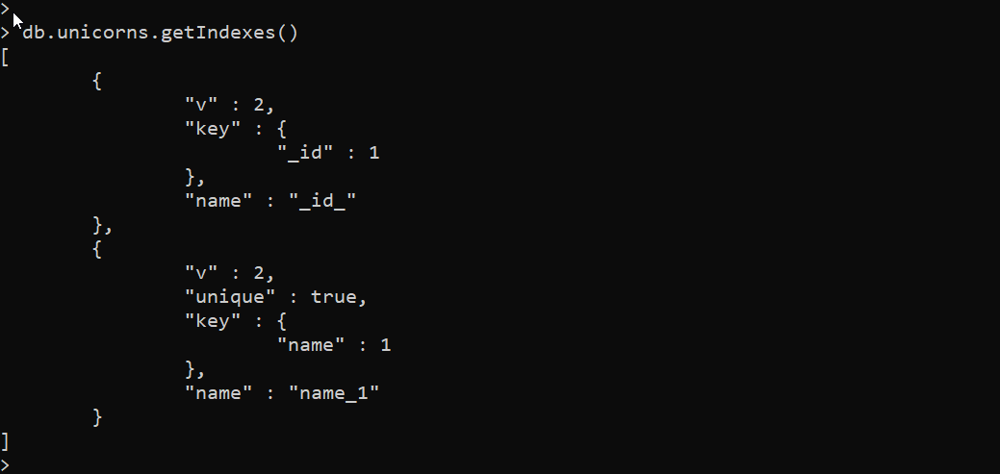 >
> db.unicorns.getIndexes()
[
        {
                "v" : 2,
                "key" : {
                        "_id" : 1
                },
                "name" : "_id_"
        },
        {
                "v" : 2,
                "unique" : true,
                "key" : {
                        "name" : 1
                },
                "name" : "name_1"
        }
]
>